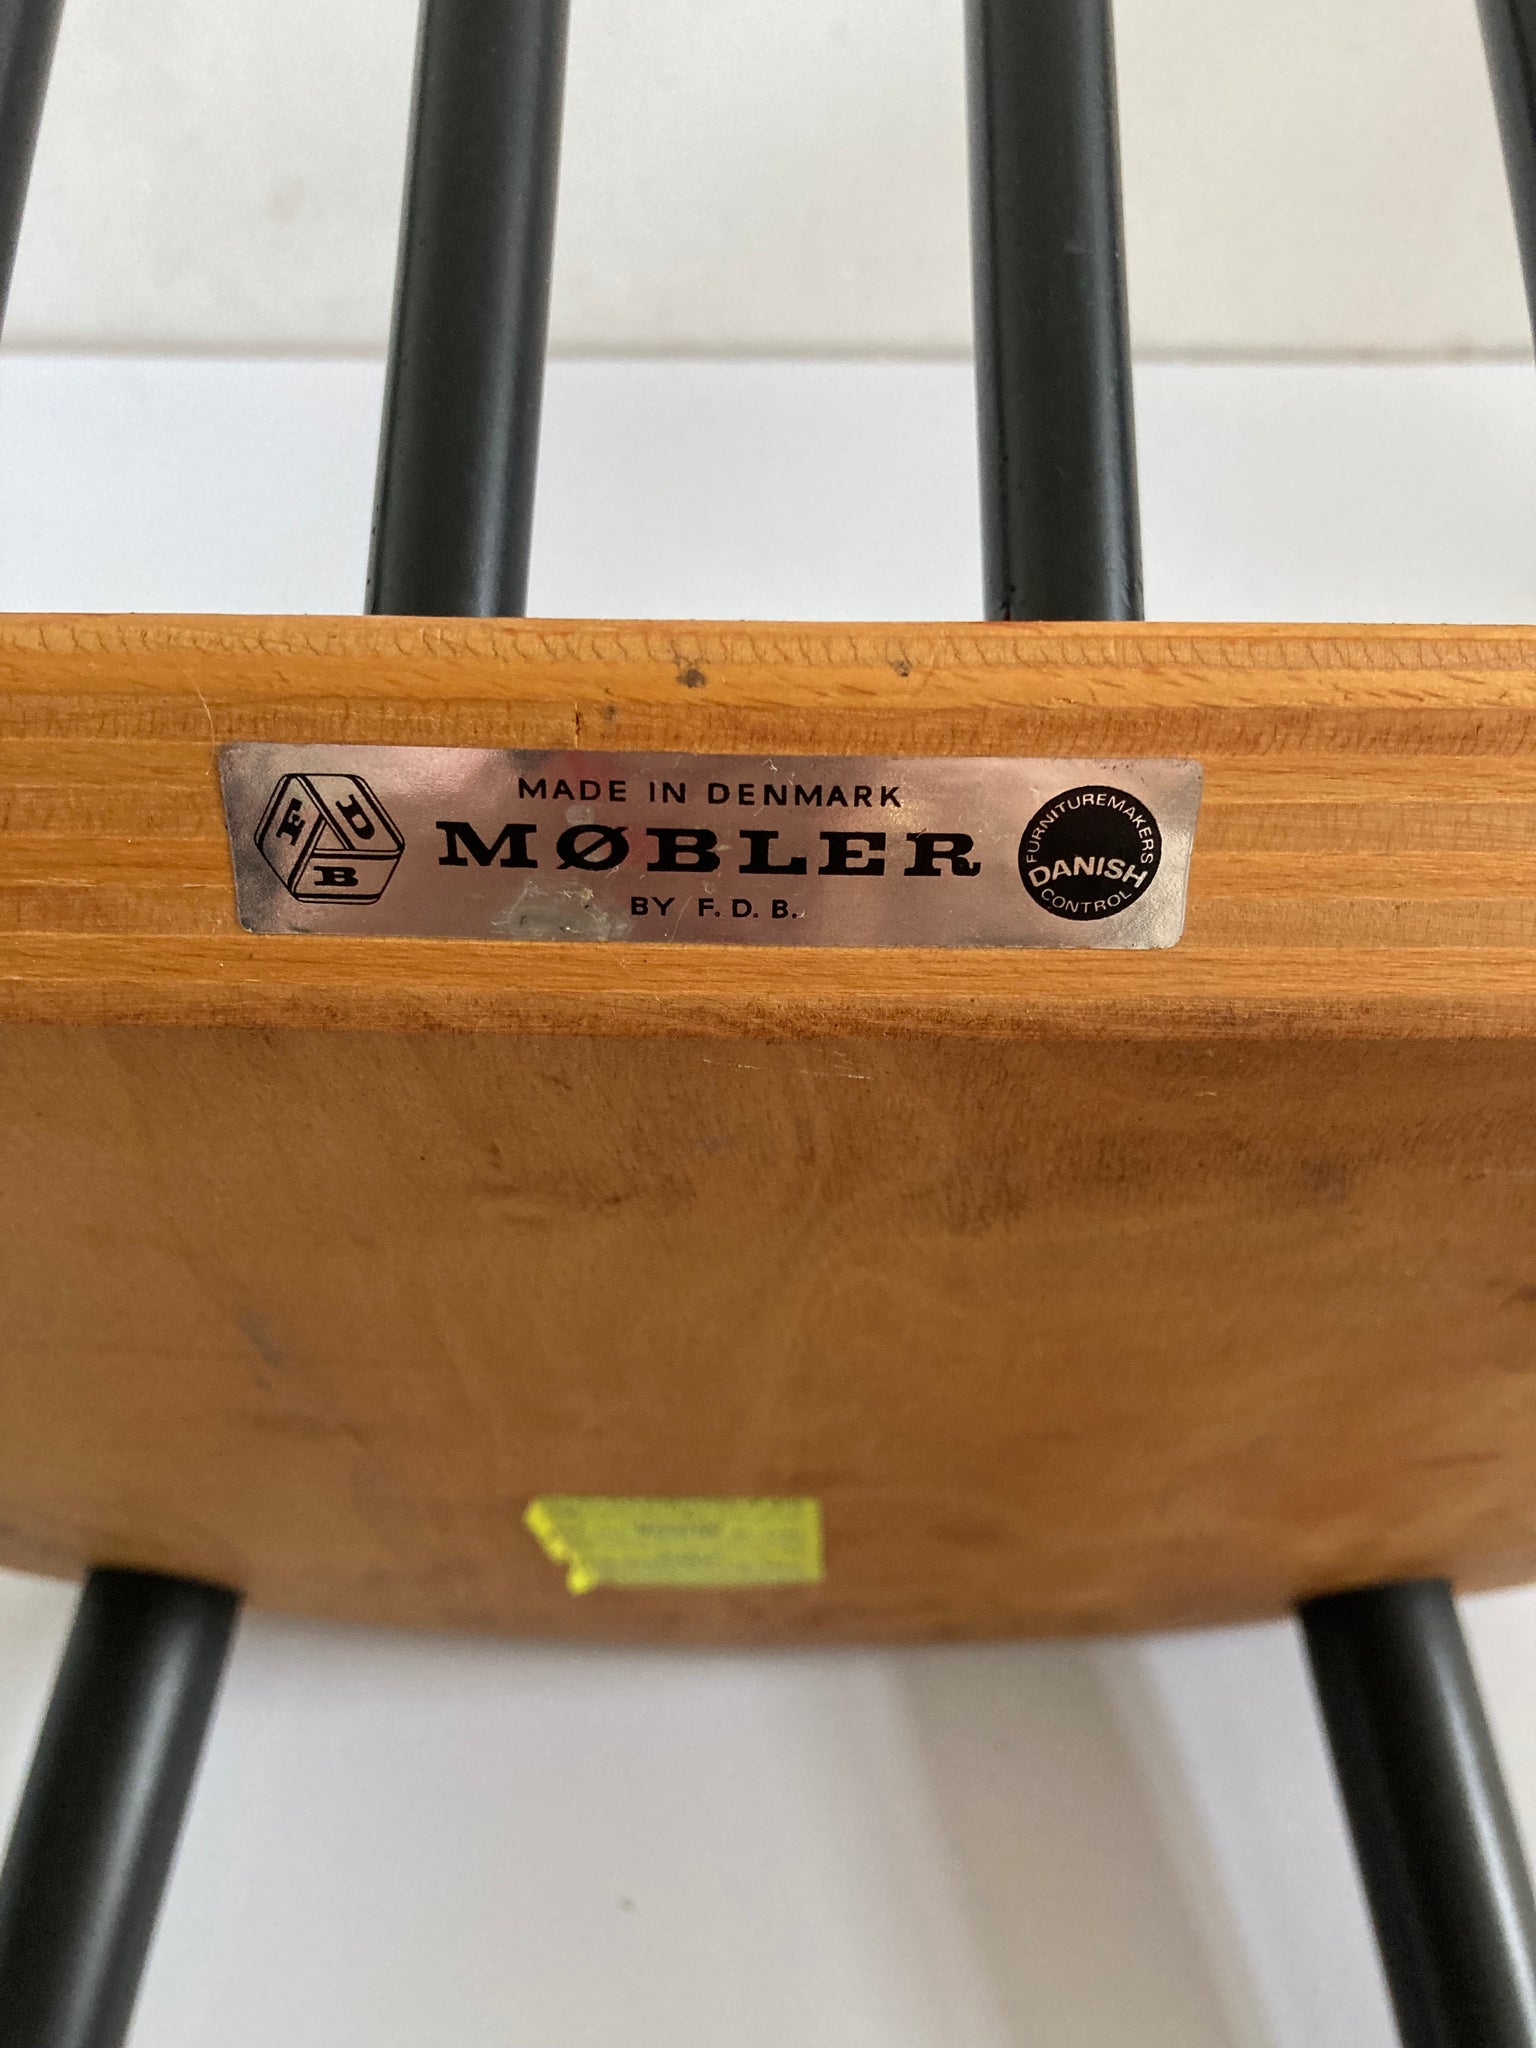 F D B
MADE IN DENMARK
MØBLER
BY F. D. B.
FURNITUREMAKERS
DANISH
CONTROL